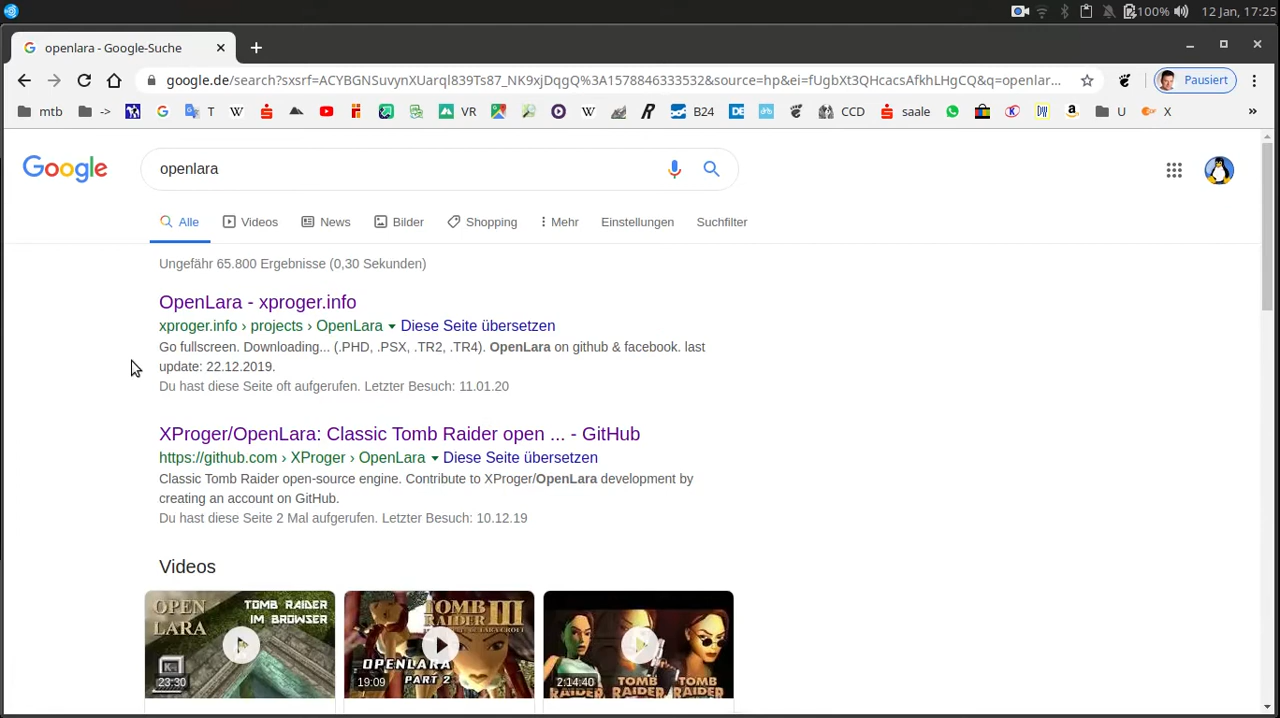 100% 12 Jan, 17:25
openlara - Google-Suche
google.de/search?sxsrf=ACYBGNSuvynXUarqI839Ts87_NK9xjDqgQ%3A1578846333532&source=hp&ei=fUgbXt3QHcacsAfkhLHgCQ&q=openlar... Pausiert
mtb -> T VR B24 CCD saale U X »
Google openlara
Alle Videos News Bilder Shopping Mehr Einstellungen Suchfilter
Ungefähr 65.800 Ergebnisse (0,30 Sekunden)
OpenLara - xproger.info
xproger.info › projects › OpenLara Diese Seite übersetzen
Go fullscreen. Downloading... (.PHD, .PSX, .TR2, .TR4). OpenLara on github & facebook. last
update: 22.12.2019.
Du hast diese Seite oft aufgerufen. Letzter Besuch: 11.01.20
XProger/OpenLara: Classic Tomb Raider open ... - GitHub
https://github.com › XProger › OpenLara Diese Seite übersetzen
Classic Tomb Raider open-source engine. Contribute to XProger/OpenLara development by
creating an account on GitHub.
Du hast diese Seite 2 Mal aufgerufen. Letzter Besuch: 10.12.19
Videos
OPEN LARA
TOMB RAIDER
IM BROWSER
23:30
TOMB RAIDER III
OPENLARA
PART 2
19:09
TOMB RAIDER TOMB RAIDER TOMB RAIDER
2:14:40